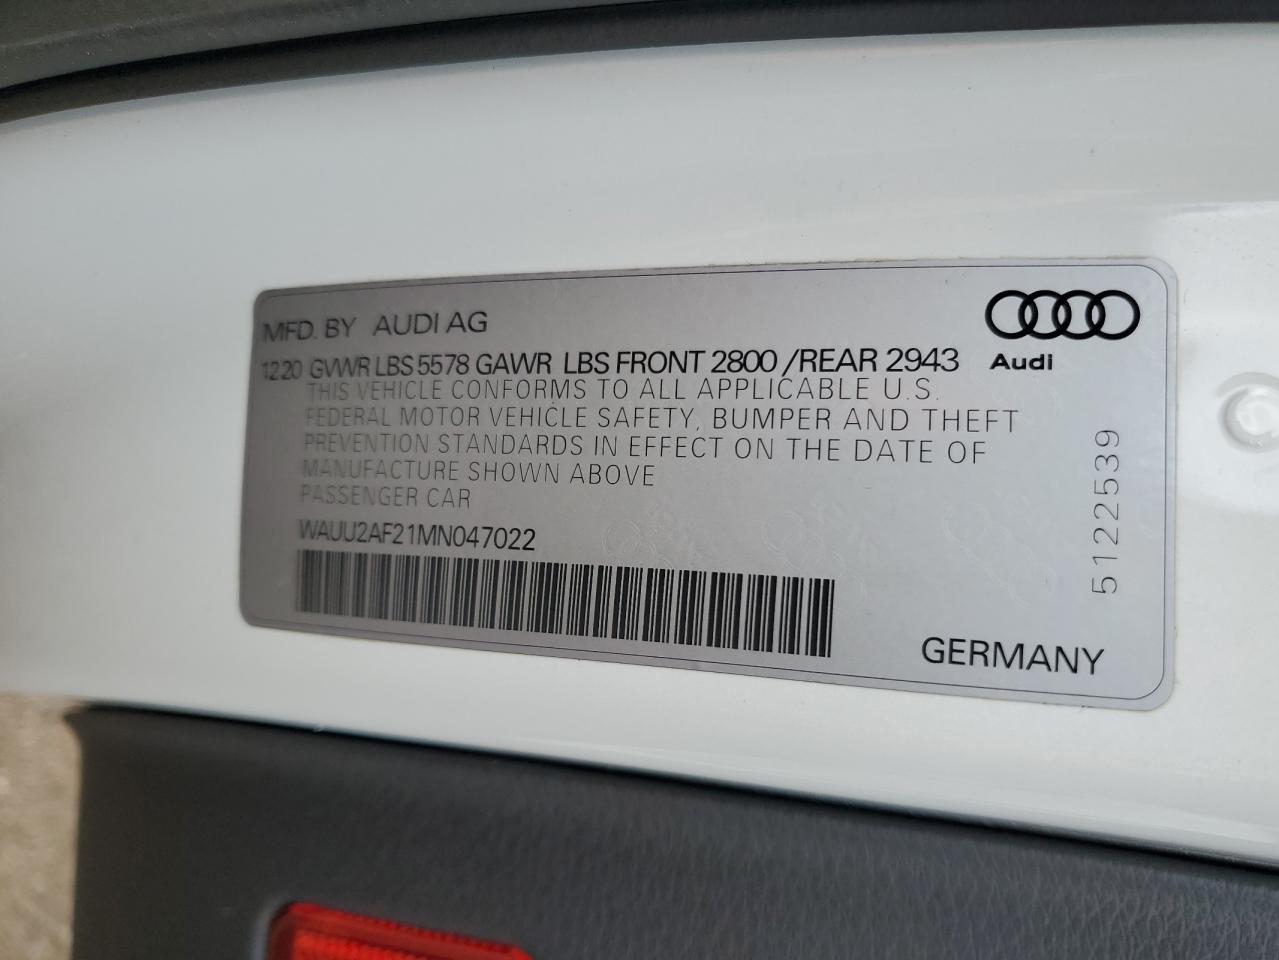 MFD. BY AUDI AG
12.20 GVWR LBS 5578 GAWR LBS FRONT 2800 /REAR 2943
Audi
THIS VEHICLE CONFORMS TO ALL APPLICABLE U.S.
FEDERAL MOTOR VEHICLE SAFETY, BUMPER AND THEFT
PREVENTION STANDARDS IN EFFECT ON THE DATE OF
MANUFACTURE SHOWN ABOVE
PASSENGER CAR
WAUU2AF21MN047022
5122539
GERMANY